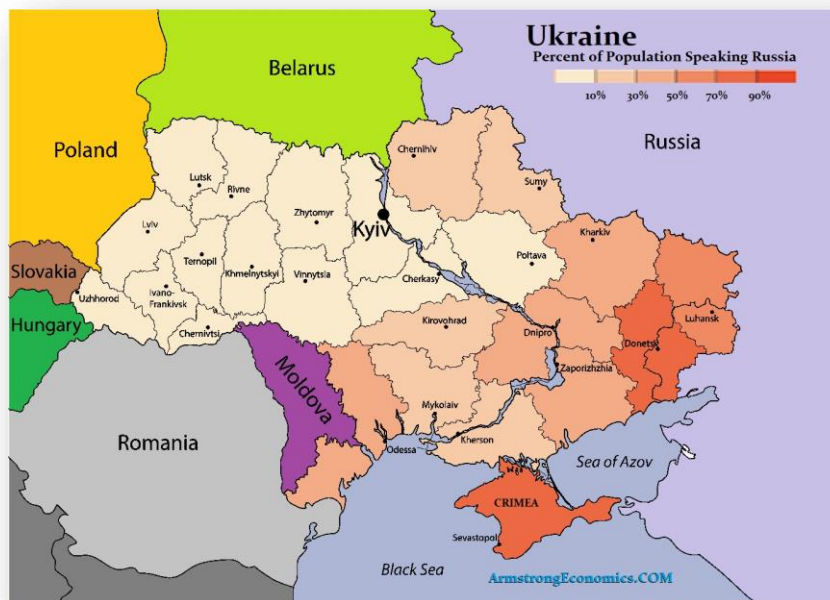 Ukraine
Percent of Population Speaking Russia
10% 30% 50% 70% 90%
Belarus
Poland
Russia
Chernihiv
Sumy
Lutsk
Rivne
Zhytomyr
Kyiv
Lviv
Kharkiv
Ternopil
Khmelnytskyi
Vinnytsia
Poltava
Cherkasy
Slovakia
Uzhhorod
Ivano-
Frankivsk
Chernivtsi
Hungary
Kirovohrad
Dnipro
Luhansk
Donetsk
Zaporizhzhia
Moldova
Mykolaiv
Odessa
Kherson
Romania
Sea of Azov
CRIMEA
Sevastopol
Black Sea
ArmstrongEconomics.COM